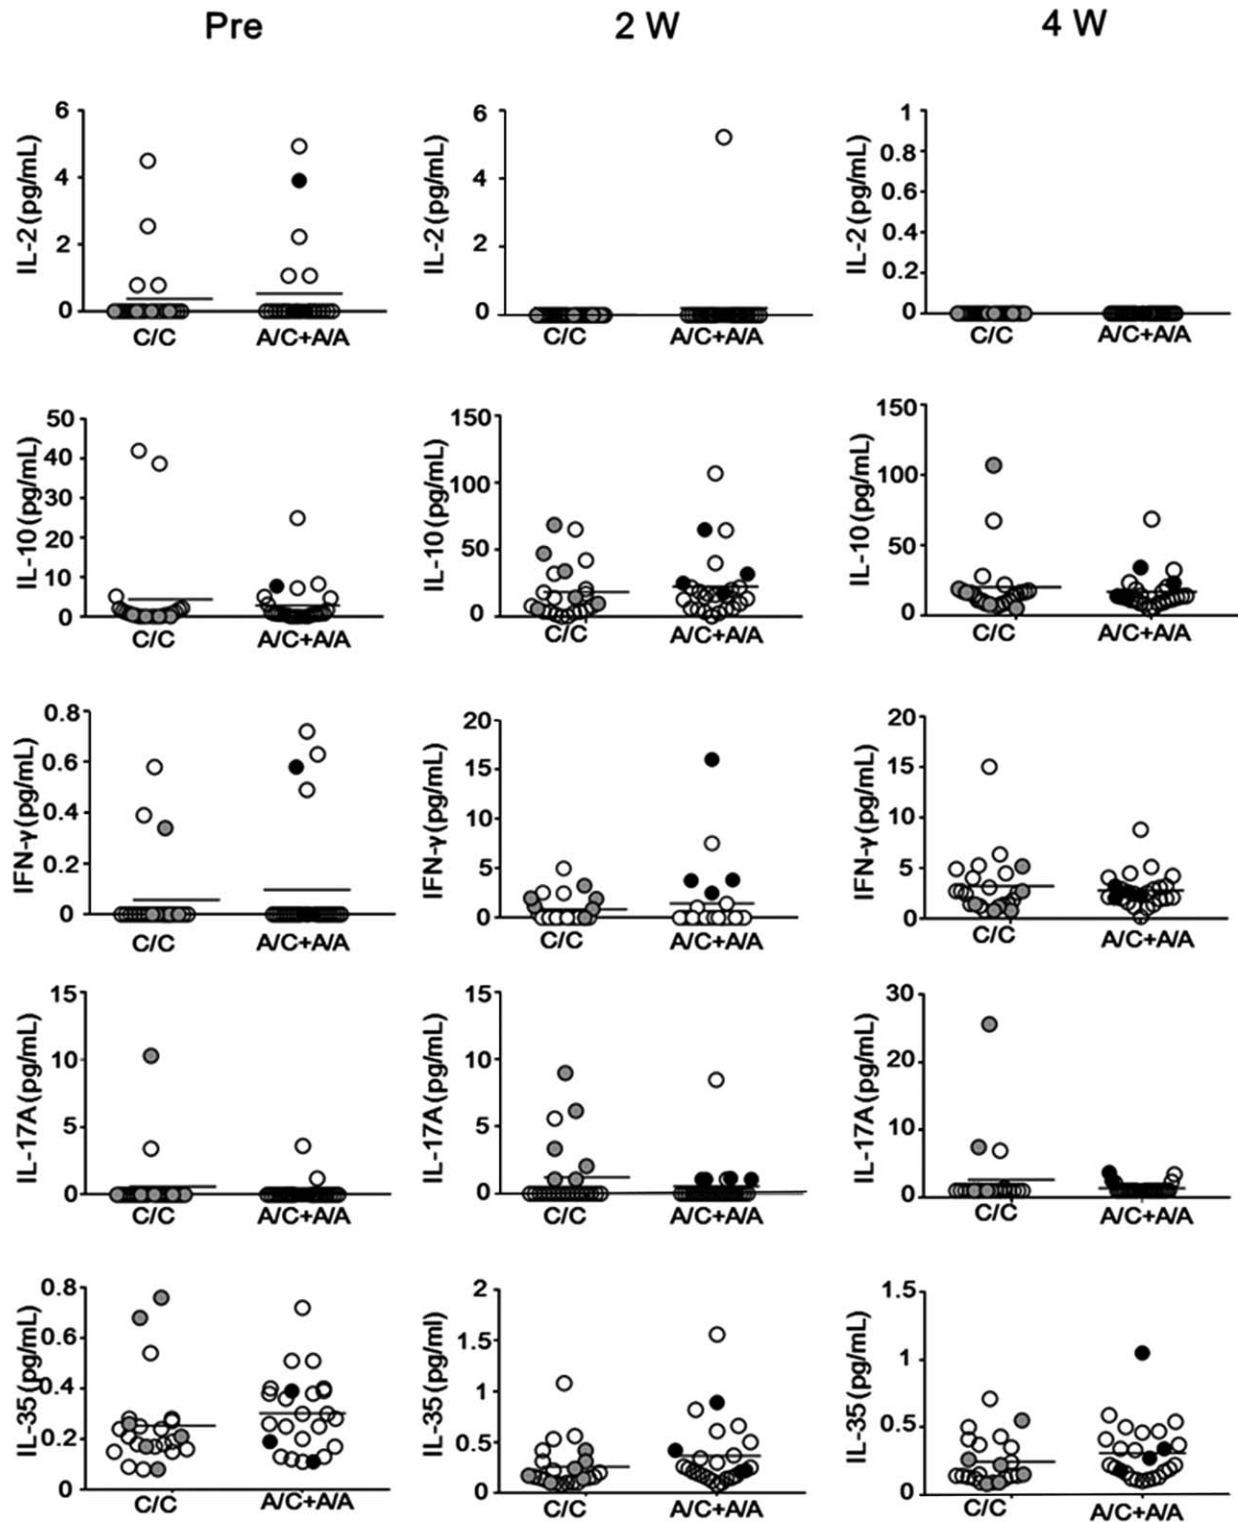 Pre 2 W 4 W
IL-2(pg/mL)
6
4
2
0
C/C A/C+A/A
IL-2(pg/mL)
6
4
2
0
C/C A/C+A/A
IL-2(pg/mL)
1
0.8
0.6
0.4
0.2
0
C/C A/C+A/A
IL-10(pg/mL)
50
40
30
20
10
0
C/C A/C+A/A
IL-10(pg/mL)
150
100
50
0
C/C A/C+A/A
IL-10(pg/mL)
150
100
50
0
C/C A/C+A/A
IFN-γ(pg/mL)
0.8
0.6
0.4
0.2
0
C/C A/C+A/A
IFN-γ(pg/mL)
20
15
10
5
0
C/C A/C+A/A
IFN-γ(pg/mL)
20
15
10
5
0
C/C A/C+A/A
IL-17A(pg/mL)
15
10
5
0
C/C A/C+A/A
IL-17A(pg/mL)
15
10
5
0
C/C A/C+A/A
IL-17A(pg/mL)
30
20
10
0
C/C A/C+A/A
IL-35(pg/mL)
0.8
0.6
0.4
0.2
0
C/C A/C+A/A
IL-35(pg/ml)
2
1.5
1
0.5
0
C/C A/C+A/A
IL-35(pg/mL)
1.5
1
0.5
0
C/C A/C+A/A